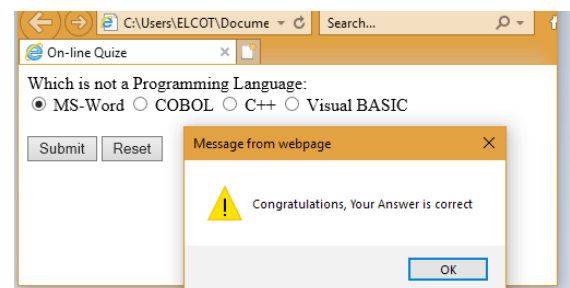 C:\Users\ELCOT\Docume Search...
On-line Quize
Which is not a Programming Language:
MS-Word COBOL C++ Visual BASIC
Submit Reset
Message from webpage
Congratulations, Your Answer is correct
OK